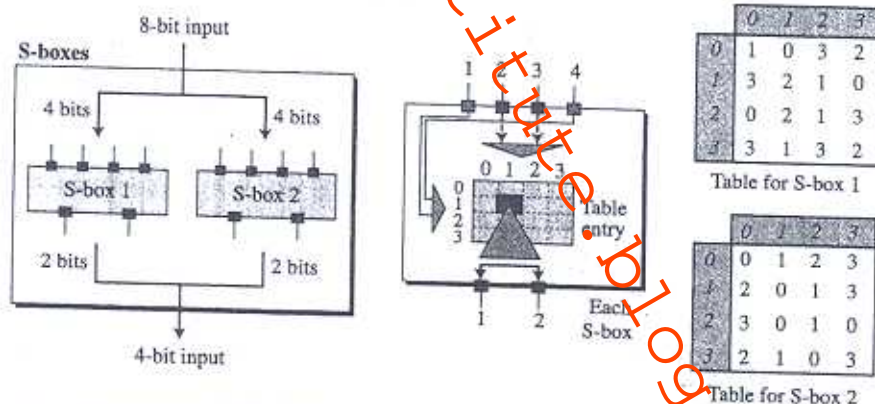 8-bit input
S-boxes
4 bits
4 bits
S-box 1
S-box 2
2 bits
2 bits
4-bit input
1 2 3 4
0 1 2 3
0
1
2
3
Table
entry
1 2
Each
S-box
0 1 2 3
0 1 0 3 2
1 3 2 1 0
2 0 2 1 3
3 3 1 3 2
Table for S-box 1
0 1 2 3
0 0 1 2 3
1 2 0 1 3
2 3 0 1 0
3 2 1 0 3
Table for S-box 2
citute.blog